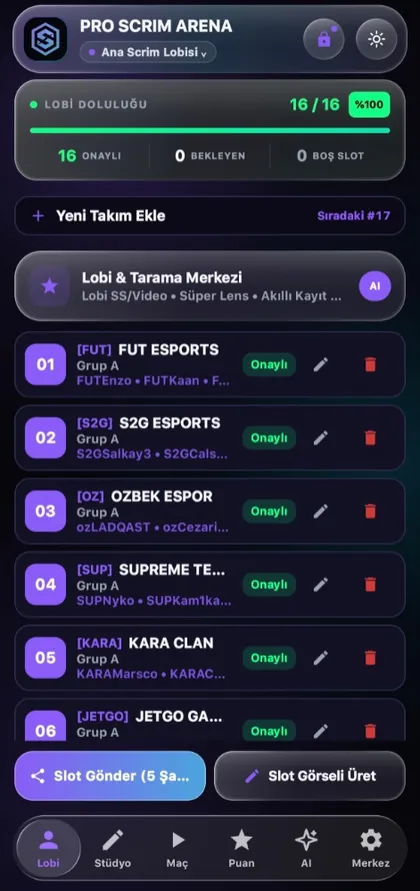 PRO SCRIM ARENA
Ana Scrim Lobisi
LOBİ DOLULUĞU 16 / 16 %100
16 ONAYLI 0 BEKLEYEN 0 BOŞ SLOT
+ Yeni Takım Ekle Sıradaki #17
Lobi & Tarama Merkezi
Lobi SS/Video • Süper Lens • Akıllı Kayıt ...
AI
01 [FUT] FUT ESPORTS
Grup A
FUTEnzo • FUTKaan • F...
Onaylı
02 [S2G] S2G ESPORTS
Grup A
S2GSalkay3 • S2GCals...
Onaylı
03 [OZ] OZBEK ESPOR
Grup A
ozLADQAST • ozCezari...
Onaylı
04 [SUP] SUPREME TE...
Grup A
SUPNyko • SUPKam1ka...
Onaylı
05 [KARA] KARA CLAN
Grup A
KARAMarsco • KARAC...
Onaylı
06 [JETGO] JETGO GA...
Grup A
Onaylı
Slot Gönder (5 Şa... Slot Görseli Üret
Lobi Stüdyo Maç Puan AI Merkez